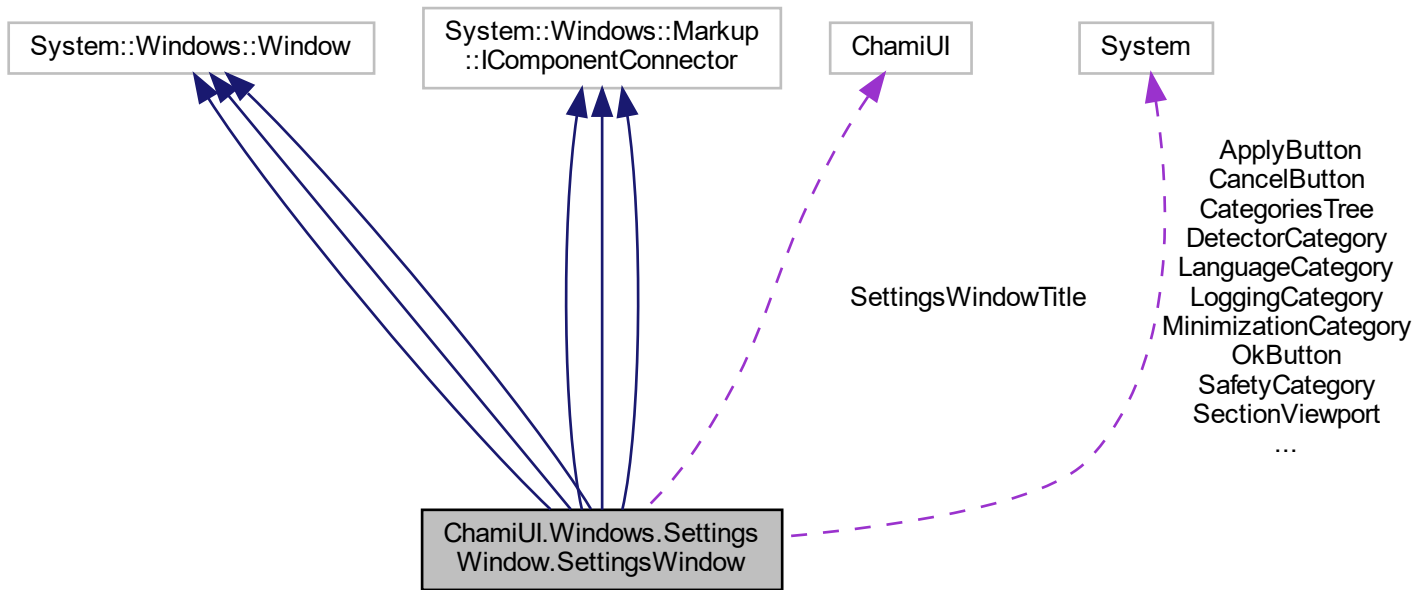 System::Windows::Window
System::Windows::Markup
::IComponentConnector
ChamiUI
System
ApplyButton
CancelButton
CategoriesTree
DetectorCategory
LanguageCategory
LoggingCategory
MinimizationCategory
OkButton
SafetyCategory
SectionViewport
...
SettingsWindowTitle
ChamiUI.Windows.Settings
Window.SettingsWindow